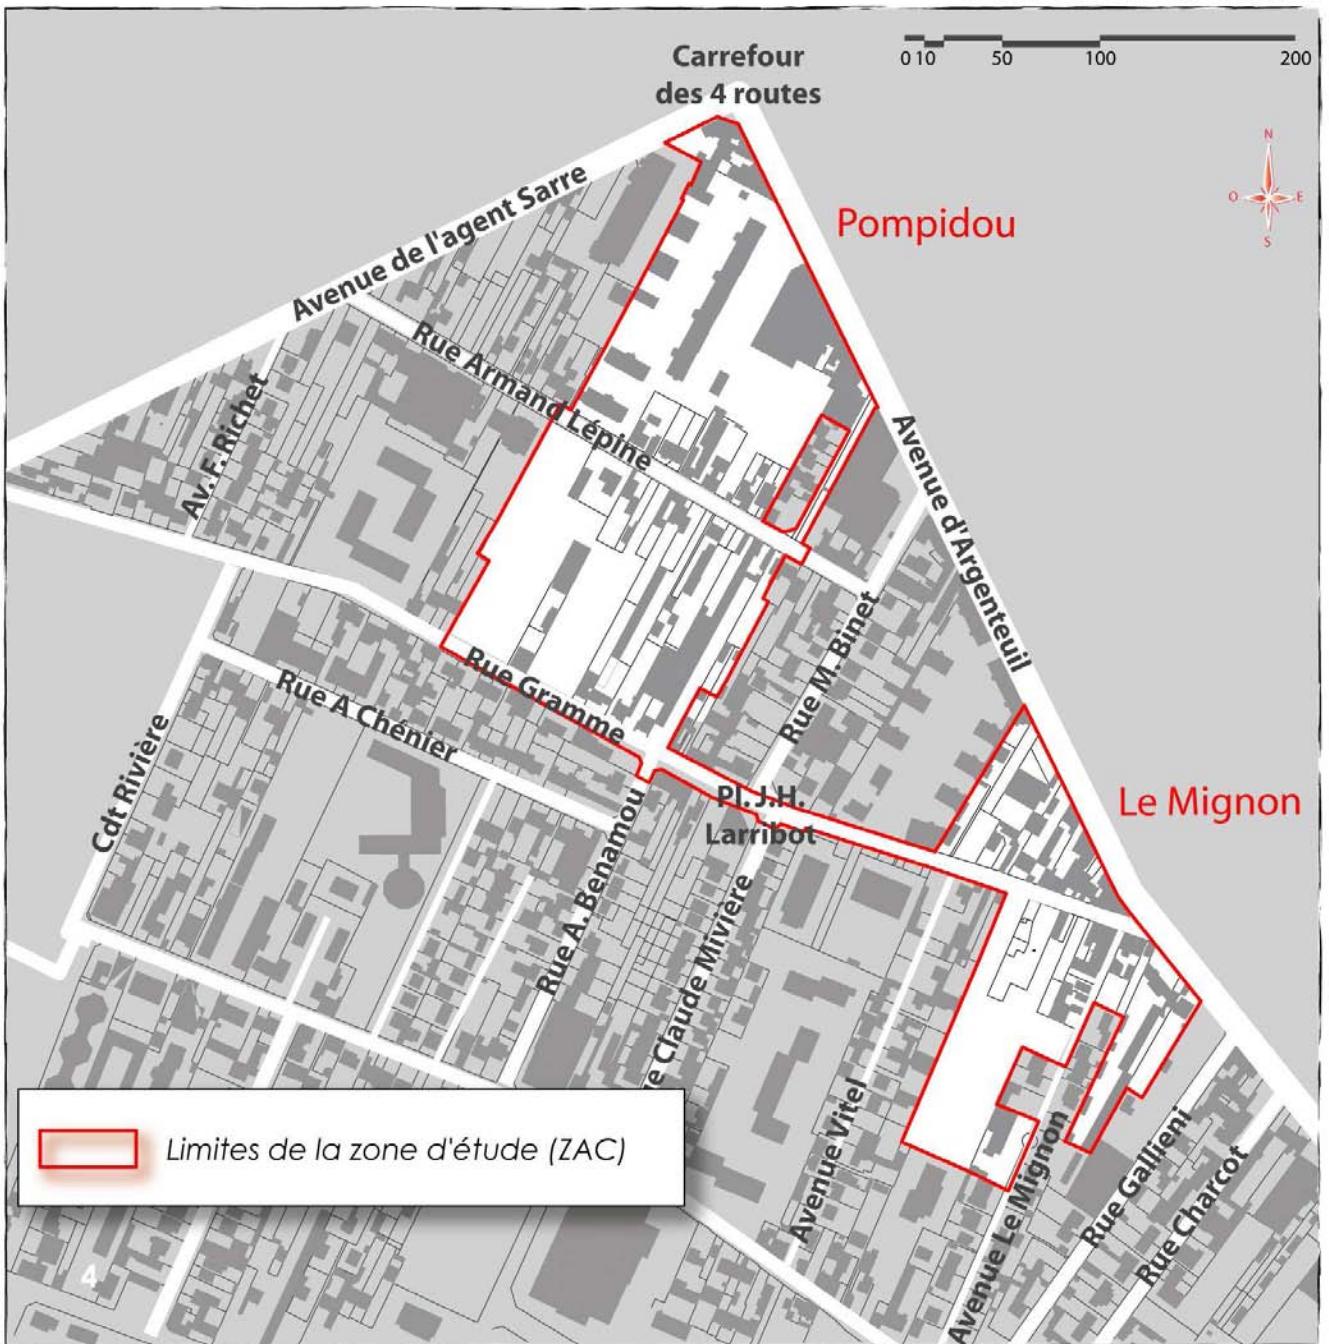 Carrefour
des 4 routes
0 10 50 100 200
N
O E
S
Pompidou
Avenue de l'agent Sarre
Rue Armand Lépine
Av. F. Richet
Avenue d'Argenteuil
Rue M. Binet
Rue Gramme
Rue A Chénier
Cdt Rivière
Pl. J.H.
Larribot
Le Mignon
Rue A. Benamou
e Claude Mivière
Avenue Vitel
Avenue Le Mignon
Rue Gallieni
Rue Charcot
Limites de la zone d'étude (ZAC)
4